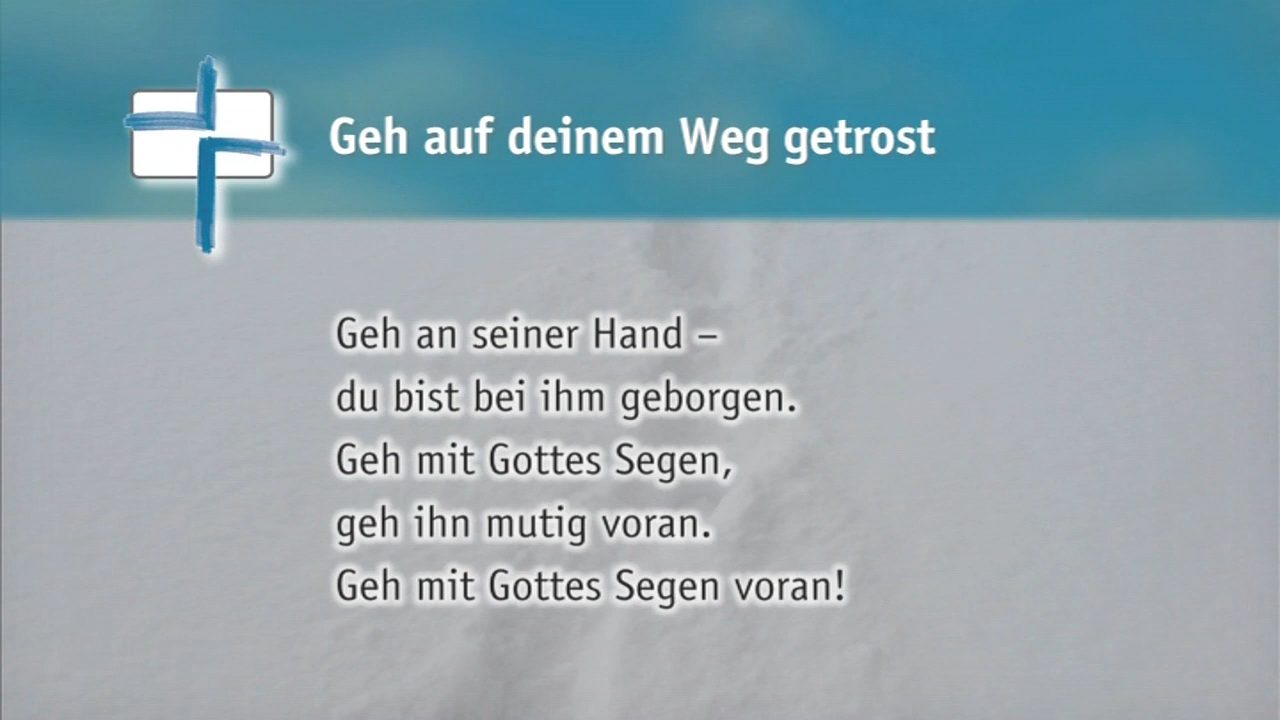 Geh auf deinem Weg getrost
Geh an seiner Hand –
du bist bei ihm geborgen.
Geh mit Gottes Segen,
geh ihn mutig voran.
Geh mit Gottes Segen voran!